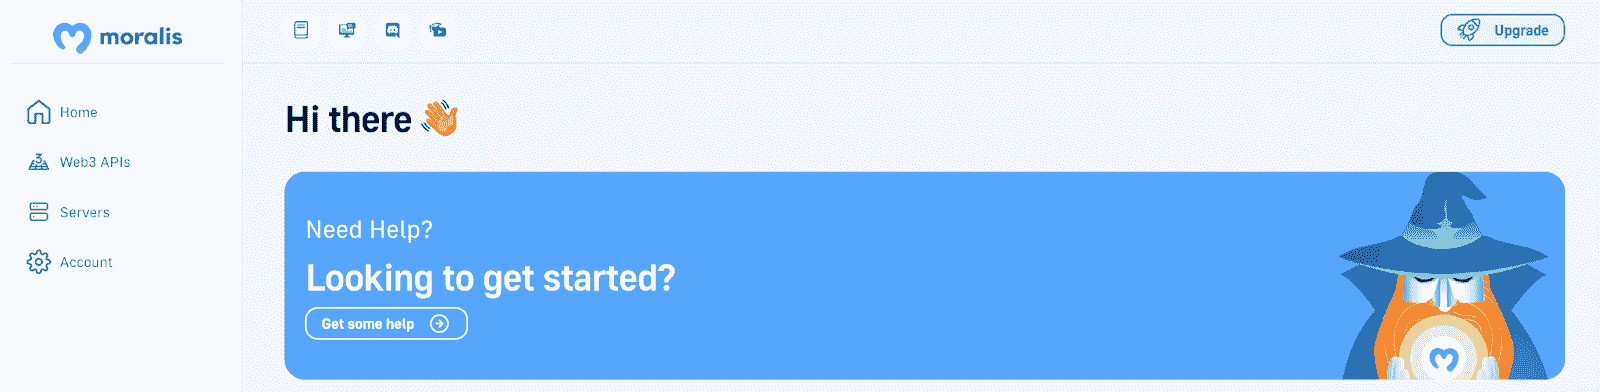 moralis
Upgrade
Home
Web3 APIs
Servers
Account
Hi there 👋
Need Help?
Looking to get started?
Get some help